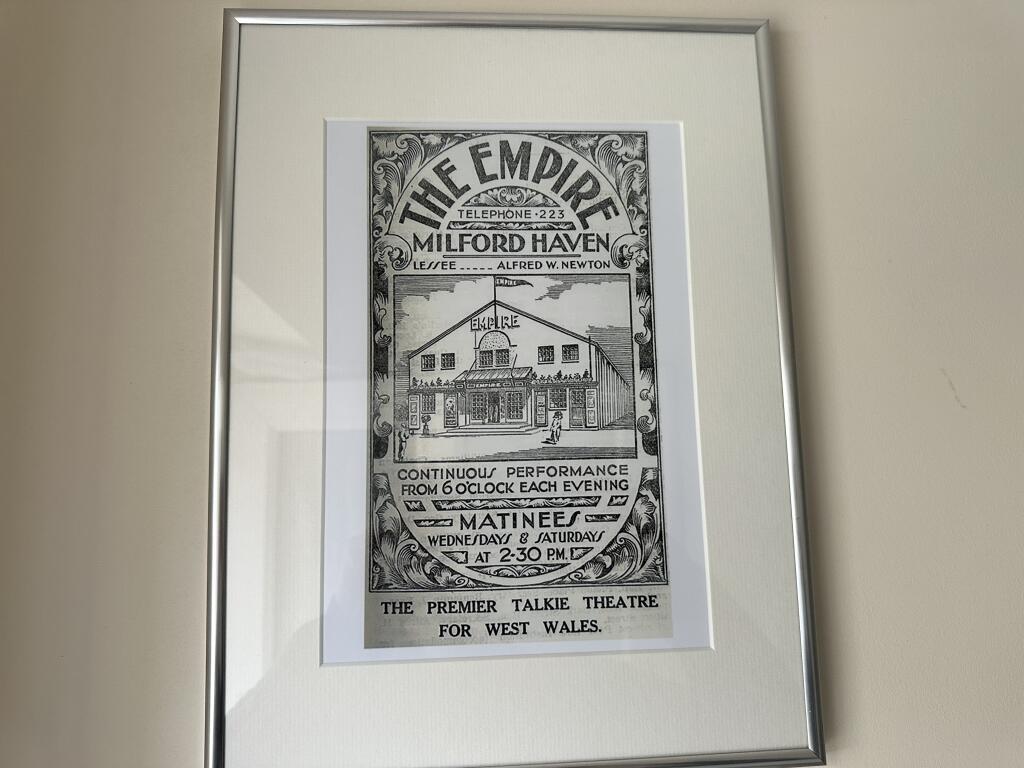 THE EMPIRE
TELEPHONE · 223
MILFORD HAVEN
LESSEE ..... ALFRED W. NEWTON
EMPIRE
EMPIRE
CONTINUOUS PERFORMANCE
FROM 6 O'CLOCK EACH EVENING
MATINEES
WEDNESDAYS & SATURDAYS
AT 2-30 P.M.
THE PREMIER TALKIE THEATRE
FOR WEST WALES.